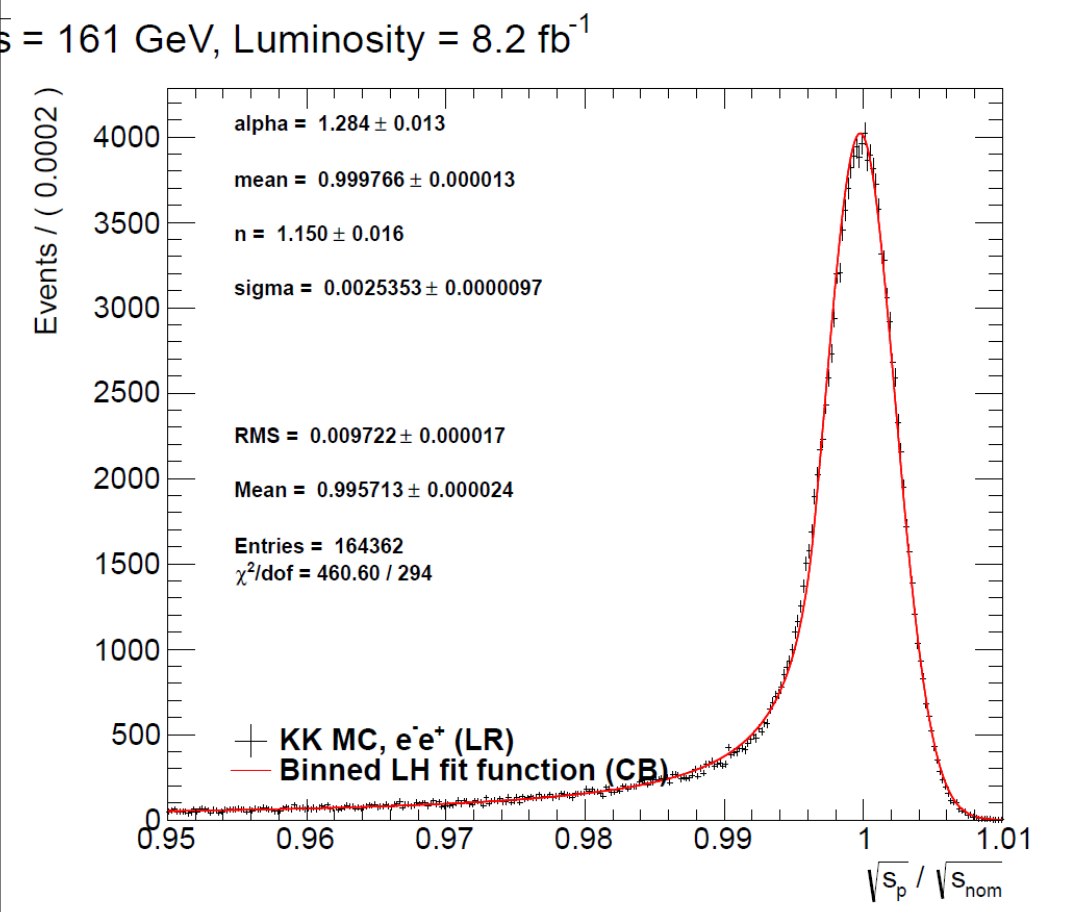 s = 161 GeV, Luminosity = 8.2 fb⁻¹
Events / ( 0.0002 )
4000
3500
3000
2500
2000
1500
1000
500
0
alpha = 1.284 ± 0.013
mean = 0.999766 ± 0.000013
n = 1.150 ± 0.016
sigma = 0.0025353 ± 0.0000097
RMS = 0.009722 ± 0.000017
Mean = 0.995713 ± 0.000024
Entries = 164362
χ²/dof = 460.60 / 294
KK MC, e⁻e⁺ (LR)
Binned LH fit function (CB)
0.95 0.96 0.97 0.98 0.99 1 1.01
√s_p / √s_nom